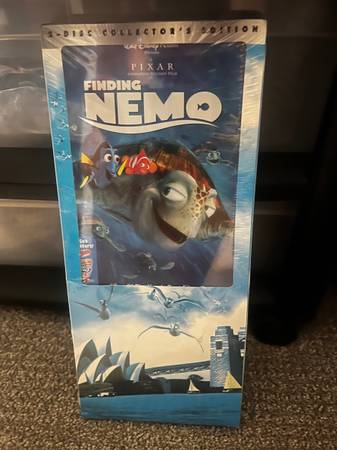 2-DISC COLLECTOR'S EDITION
WALT DISNEY
PIXAR
FINDING
NEMO